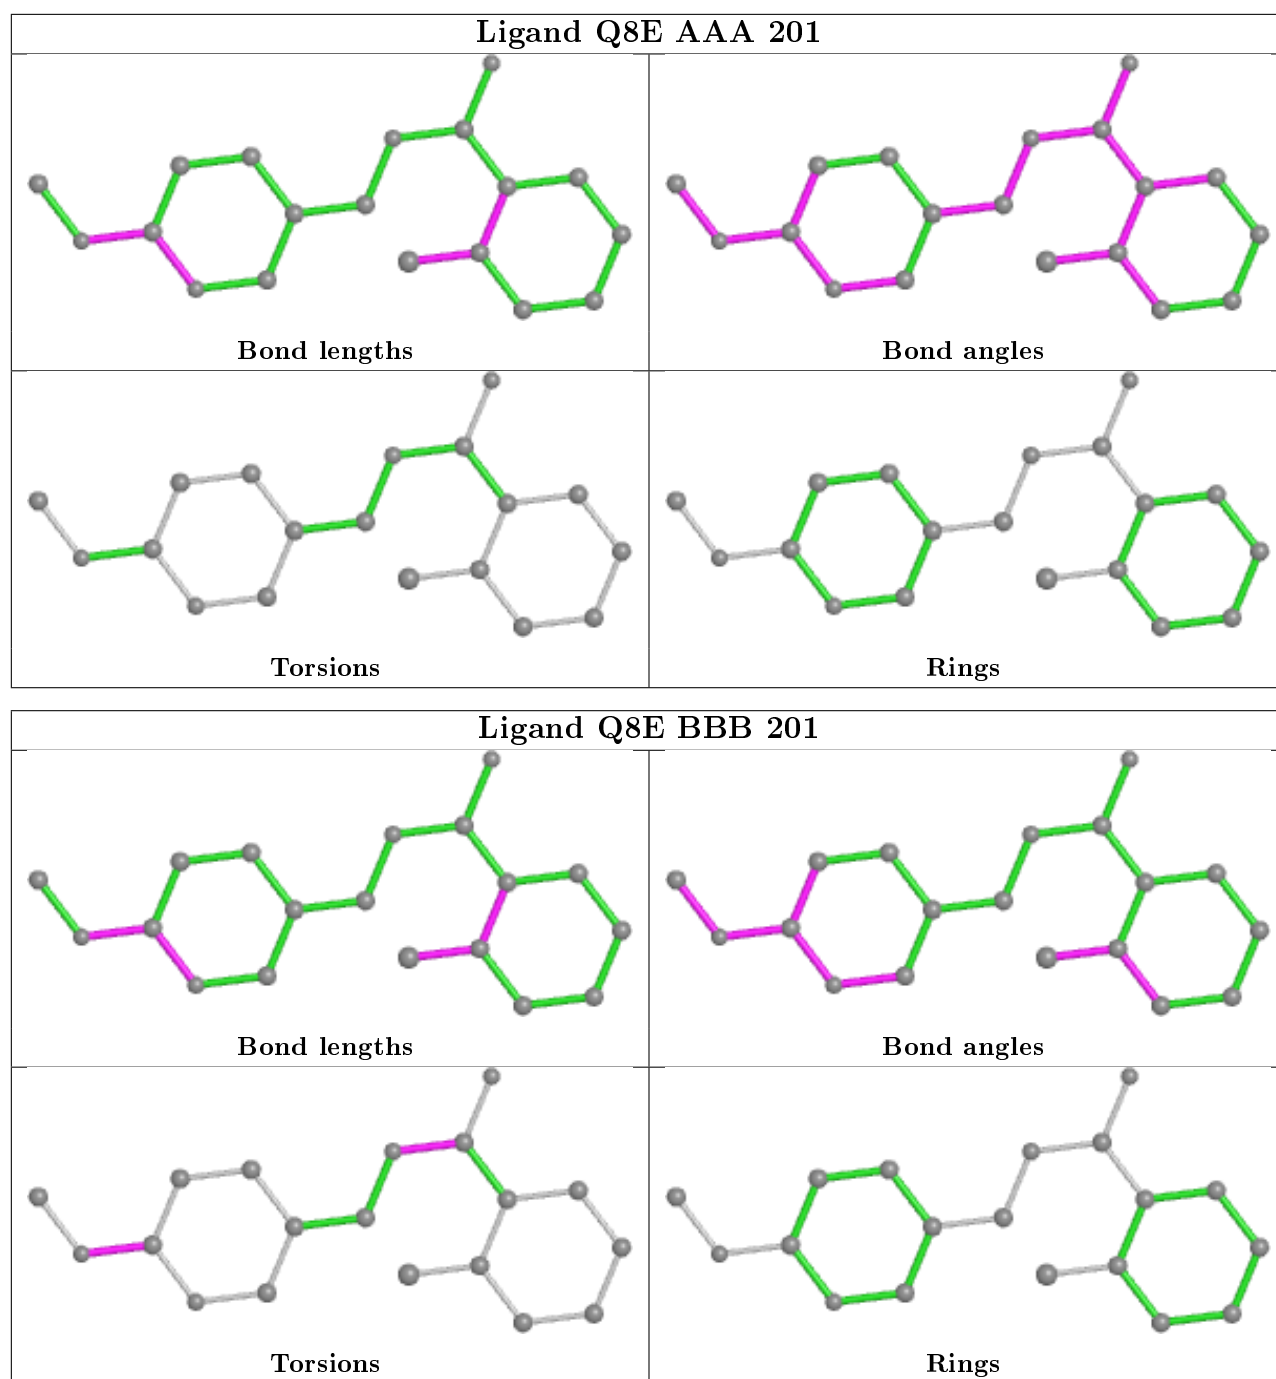 Ligand Q8E AAA 201
Bond lengths
Bond angles
Torsions
Rings
Ligand Q8E BBB 201
Bond lengths
Bond angles
Torsions
Rings